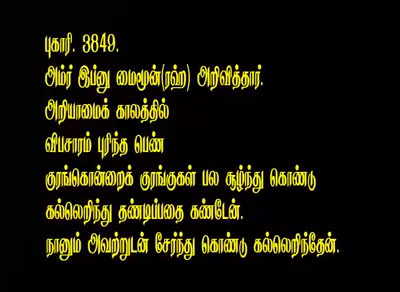 புகாரி. 3849.
அம்ர் இப்னு மைமூன்(ரஹ்) அறிவித்தார்.
அறியாமைக் காலத்தில்
விபசாரம் புரிந்த பெண்
குரங்கொன்றைக் குரங்குகள் பல சூழ்ந்து கொண்டு
கல்லெறிந்து தண்டிப்பதை கண்டேன்.
நானும் அவற்றுடன் சேர்ந்து கொண்டு கல்லெறிந்தேன்.